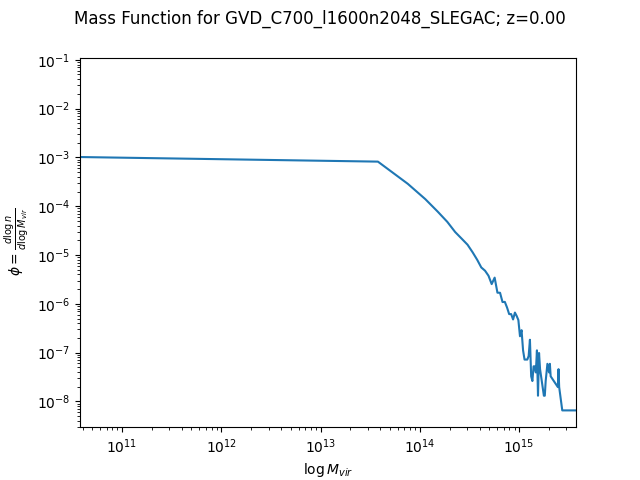 Mass Function for GVD_C700_l1600n2048_SLEGAC; z=0.00
10⁻¹
10⁻²
10⁻³
10⁻⁴
10⁻⁵
10⁻⁶
10⁻⁷
10⁻⁸
ϕ = d log n / d log M_vir
10¹¹ 10¹² 10¹³ 10¹⁴ 10¹⁵
log M_vir